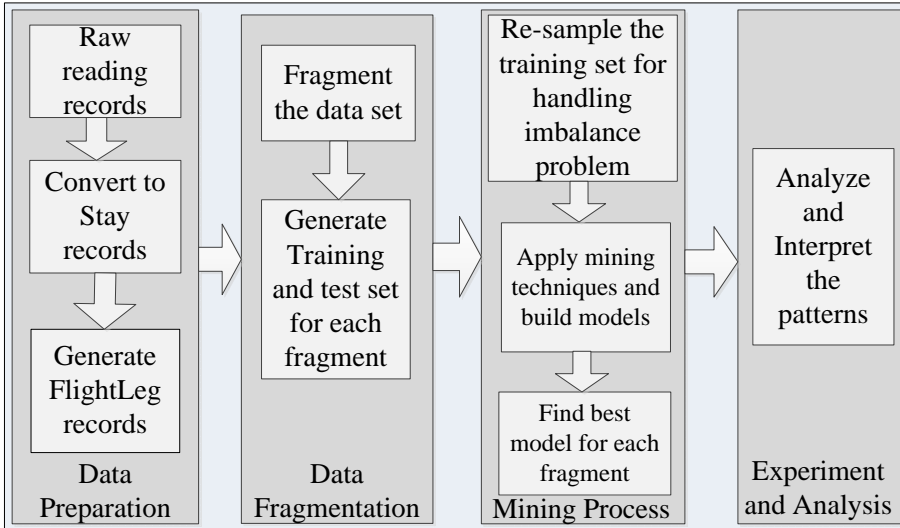 Raw
reading
records
Convert to
Stay
records
Generate
FlightLeg
records
Data
Preparation
Fragment
the data set
Generate
Training
and test set
for each
fragment
Data
Fragmentation
Re-sample the
training set for
handling
imbalance
problem
Apply mining
techniques and
build models
Find best
model for each
fragment
Mining Process
Analyze
and
Interpret
the
patterns
Experiment
and Analysis